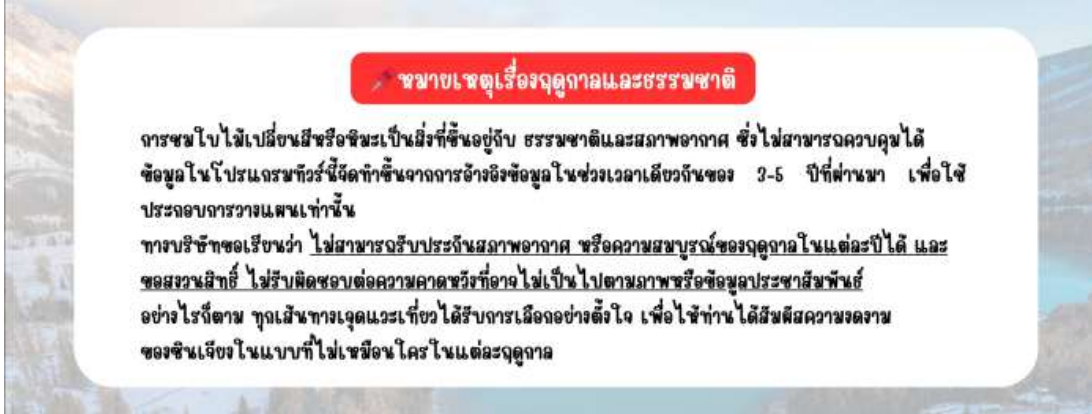 หมายเหตุเรื่องฤดูกาลและธรรมชาติ
การชมใบไม้เปลี่ยนสีหรือหิมะเป็นสิ่งที่ขึ้นอยู่กับ ธรรมชาติและสภาพอากาศ ซึ่งไม่สามารถควบคุมได้
ข้อมูลในโปรแกรมทัวร์นี้จัดทำขึ้นจากการอ้างอิงข้อมูลในช่วงเวลาเดียวกันของ 3-5 ปีที่ผ่านมา เพื่อใช้
ประกอบการวางแผนเท่านั้น
ทางบริษัทขอเรียนว่า ไม่สามารถรับประกันสภาพอากาศ หรือความสมบูรณ์ของฤดูกาลในแต่ละปีได้ และ
ขอสงวนสิทธิ์ ไม่รับผิดชอบต่อความคาดหวังที่อาจไม่เป็นไปตามภาพหรือข้อมูลประชาสัมพันธ์
อย่างไรก็ตาม ทุกเส้นทางจุดแวะเที่ยวได้รับการเลือกอย่างตั้งใจ เพื่อให้ท่านได้สัมผัสความงดงาม
ของซินเจียงในแบบที่ไม่เหมือนใครในแต่ละฤดูกาล